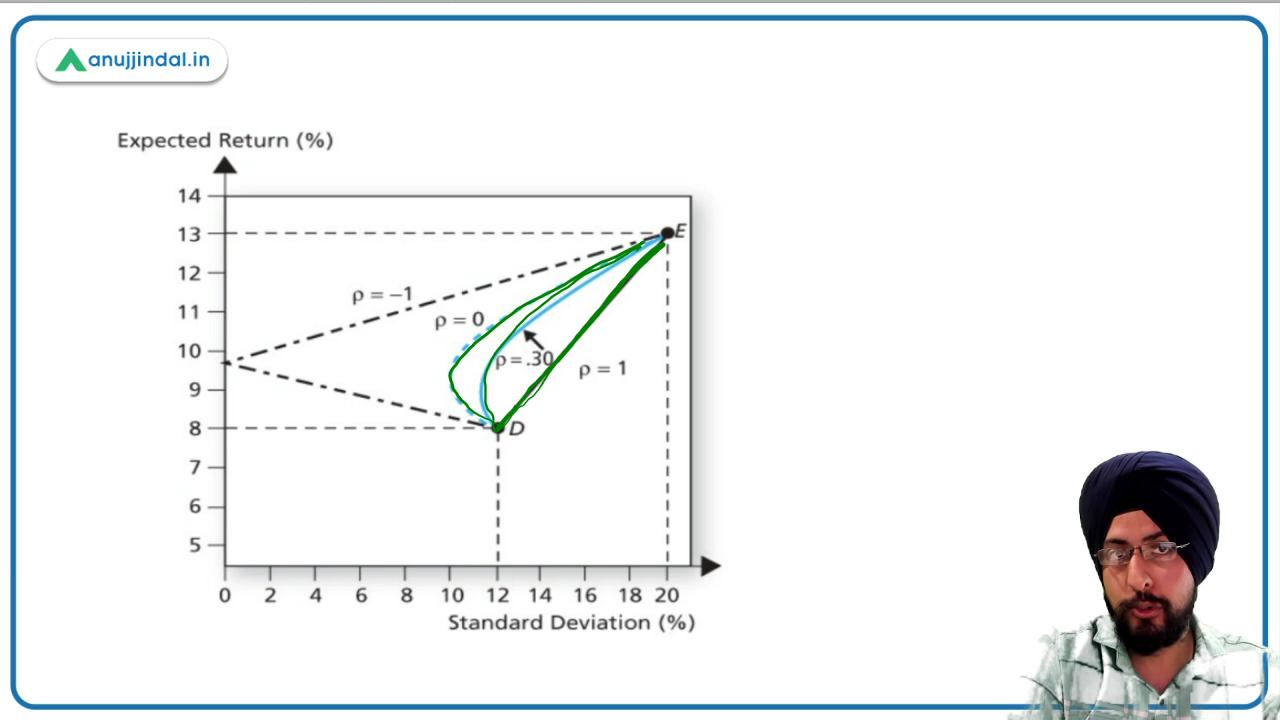 anujjindal.in
Expected Return (%)
14
13
E
12
ρ = –1
11
ρ = 0
10
ρ = .30
ρ = 1
9
8
D
7
6
5
0 2 4 6 8 10 12 14 16 18 20
Standard Deviation (%)